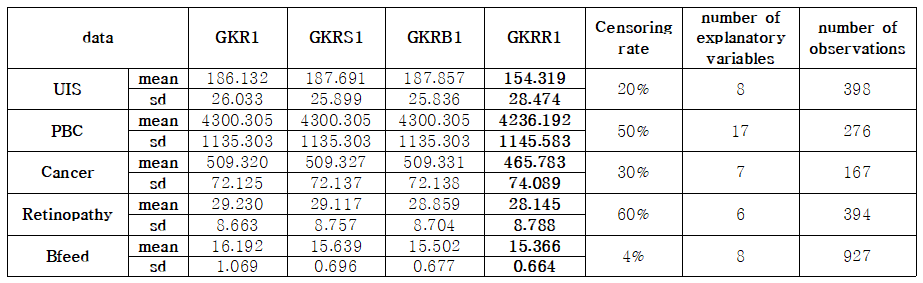 data GKR1 GKRS1 GKRB1 GKRR1 Censoring rate number of explanatory variables number of observations
UIS mean 186.132 187.691 187.857 154.319 20% 8 398
sd 26.033 25.899 25.836 28.474
PBC mean 4300.305 4300.305 4300.305 4236.192 50% 17 276
sd 1135.303 1135.303 1135.303 1145.583
Cancer mean 509.320 509.327 509.331 465.783 30% 7 167
sd 72.125 72.137 72.138 74.089
Retinopathy mean 29.230 29.117 28.859 28.145 60% 6 394
sd 8.663 8.757 8.704 8.788
Bfeed mean 16.192 15.639 15.502 15.366 4% 8 927
sd 1.069 0.696 0.677 0.664